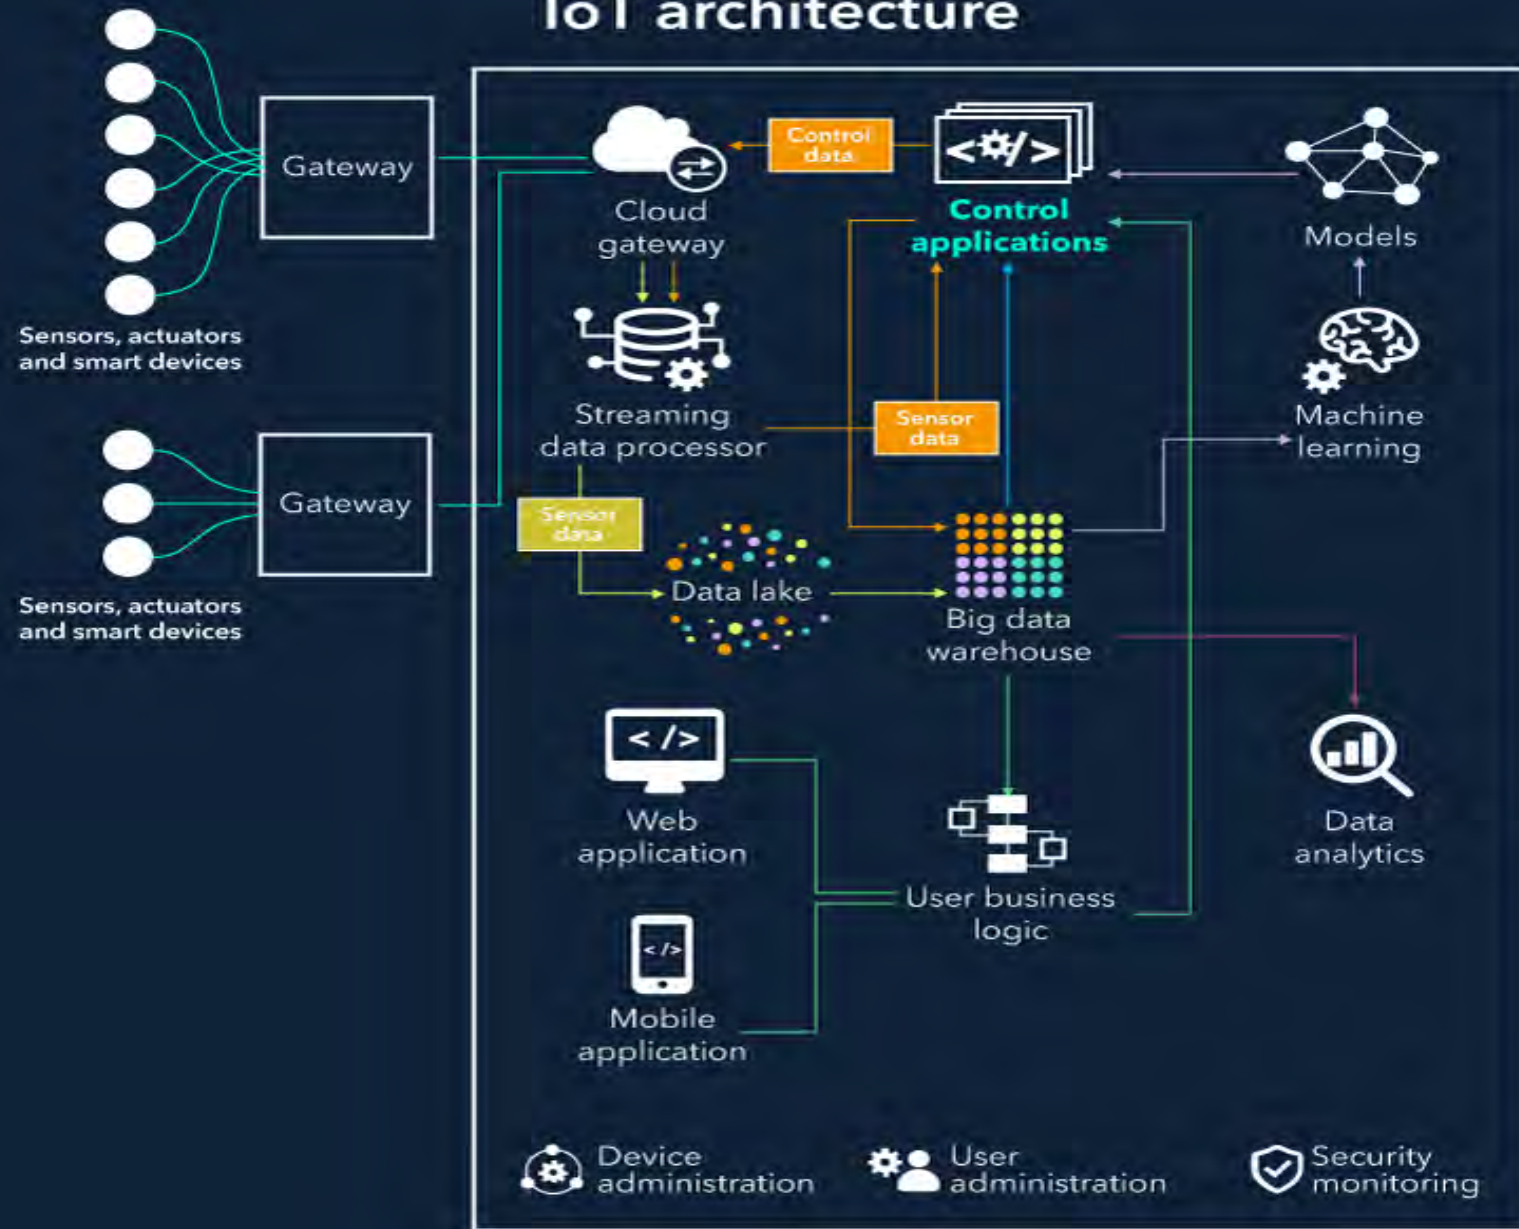 IoT architecture
Gateway
Sensors, actuators
and smart devices
Gateway
Sensors, actuators
and smart devices
Cloud
gateway
Control
data
</>
Control
applications
Models
Streaming
data processor
Sensor
data
Machine
learning
Sensor
data
Data lake
Big data
warehouse
</>
Web
application
Data
analytics
User business
logic
</>
Mobile
application
Device
administration
User
administration
Security
monitoring